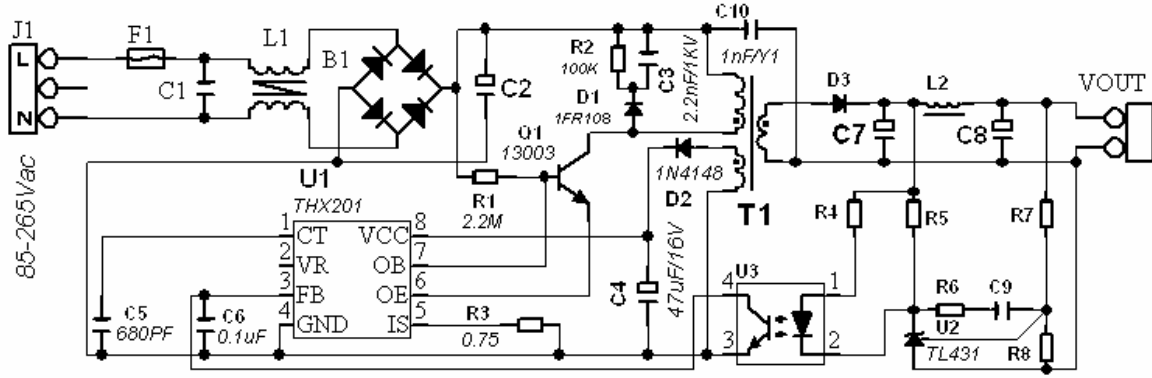 J1
L
N
85-265Vac
F1
C1
L1
B1
C2
R2
100K
C3
2.2nF/1KV
D1
1FR108
C10
1nF/Y1
Q1
13003
R1
2.2M
D2
1N4148
T1
D3
C7
L2
C8
VOUT
U1
THX201
1 CT VCC 8
2 VR OB 7
3 FB OE 6
4 GND IS 5
C5
680PF
C6
0.1uF
R3
0.75
C4
47uF/16V
U3
4 1
3 2
R4
R5
R6
C9
R7
U2
TL431
R8